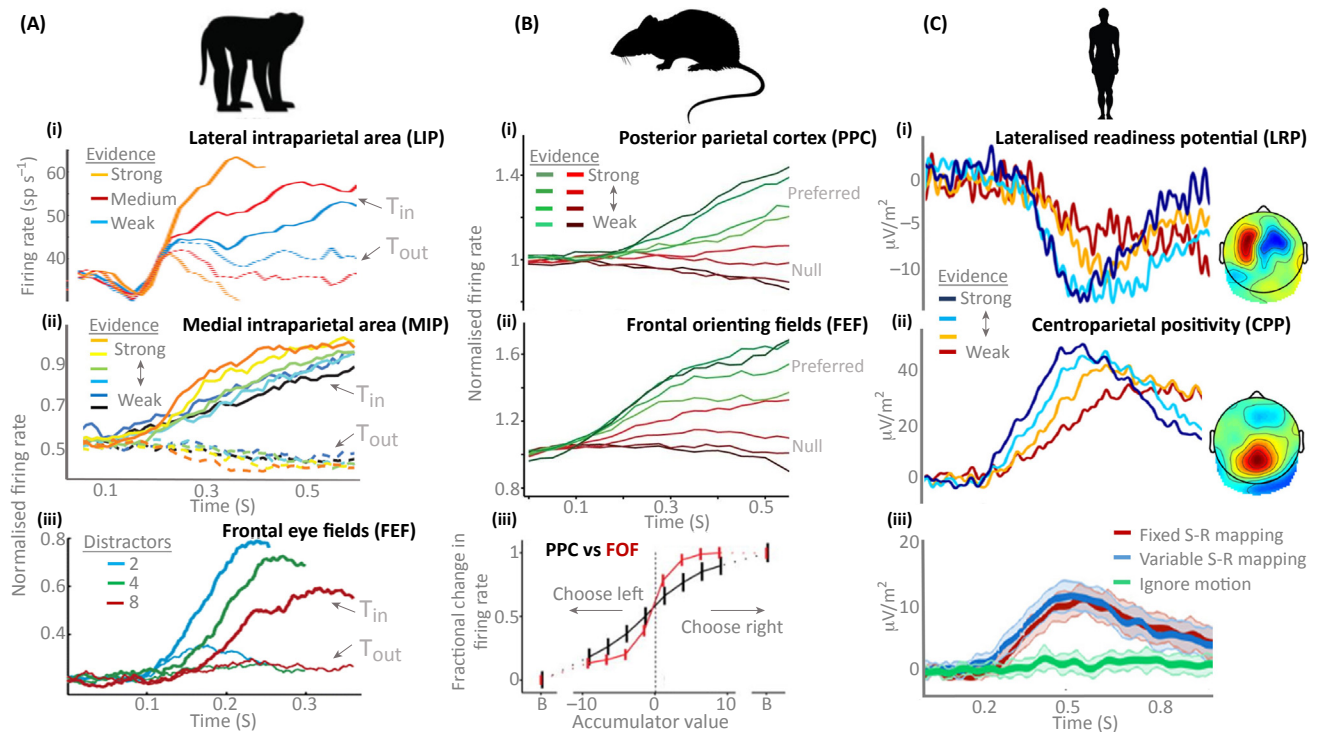 (A)
(B)
(C)
(i)
Lateral intraparietal area (LIP)
Evidence
Strong
Medium
Weak
Firing rate (sp s⁻¹)
60
50
40
Tin
Tout
(ii)
Medial intraparietal area (MIP)
Evidence
Strong
Weak
Normalised firing rate
0.9
0.7
0.5
Tin
Tout
0.1
0.3
0.5
Time (S)
(iii)
Frontal eye fields (FEF)
Distractors
2
4
8
0.8
0.6
0.4
Tin
Tout
0.1
0.2
0.3
Time (S)
(i)
Posterior parietal cortex (PPC)
Evidence
Strong
Weak
1.4
1.2
1
Preferred
Null
Normalised firing rate
(ii)
Frontal orienting fields (FEF)
1.6
1.4
1.2
1.0
0.8
Preferred
Null
0.1
0.3
0.5
Time (S)
(iii)
PPC vs FOF
Fractional change in
firing rate
1
0.5
0
Choose left
Choose right
B
−10
0
10
B
Accumulator value
(i)
Lateralised readiness potential (LRP)
μV/m²
0
−5
−10
Evidence
Strong
Weak
(ii)
Centroparietal positivity (CPP)
μV/m²
40
20
0
(iii)
Fixed S-R mapping
Variable S-R mapping
Ignore motion
μV/m²
20
10
0
0.2
0.5
0.8
Time (S)